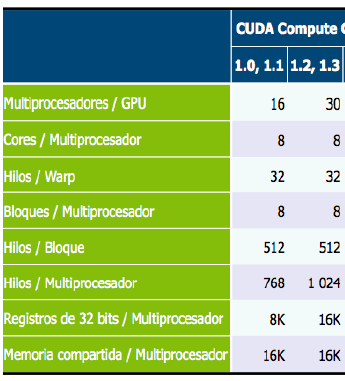 CUDA Compute
1.0, 1.1 1.2, 1.3
Multiprocesadores / GPU 16 30
Cores / Multiprocesador 8 8
Hilos / Warp 32 32
Bloques / Multiprocesador 8 8
Hilos / Bloque 512 512
Hilos / Multiprocesador 768 1 024
Registros de 32 bits / Multiprocesador 8K 16K
Memoria compartida / Multiprocesador 16K 16K